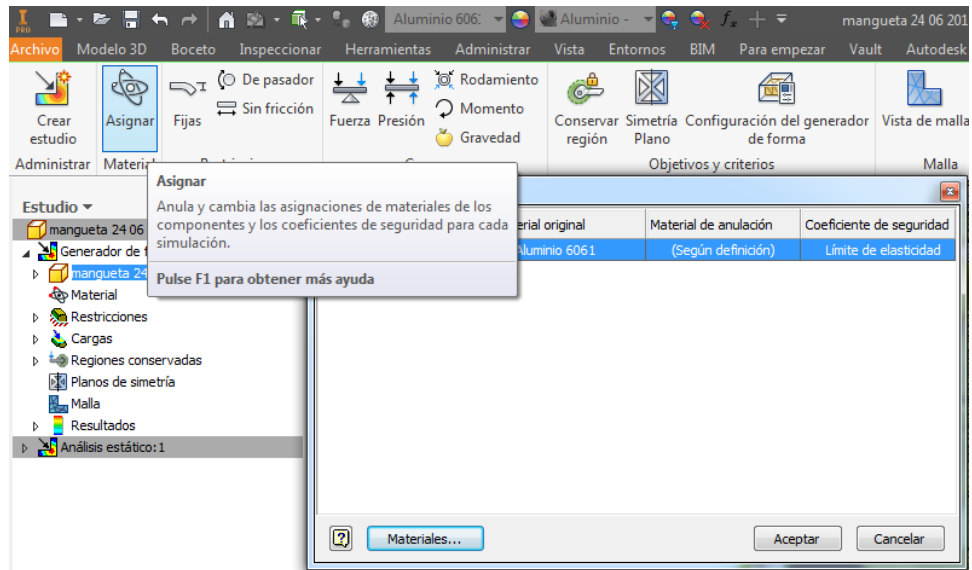 PRO
Aluminio 606:
Aluminio -
mangueta 24 06 201
Archivo Modelo 3D Boceto Inspeccionar Herramientas Administrar Vista Entornos BIM Para empezar Vault Autodesk
Crear estudio
Asignar
Fijas
De pasador
Sin fricción
Fuerza
Presión
Rodamiento
Momento
Gravedad
Conservar región
Simetría Plano
Configuración del generador de forma
Vista de malla
Administrar
Material
Objetivos y criterios
Malla
Asignar
Anula y cambia las asignaciones de materiales de los
componentes y los coeficientes de seguridad para cada
simulación.
Pulse F1 para obtener más ayuda
Estudio
mangueta 24 06
Generador de f
mangueta 24
Material
Restricciones
Cargas
Regiones conservadas
Planos de simetría
Malla
Resultados
Análisis estático:1
erial original Material de anulación Coeficiente de seguridad
Aluminio 6061 (Según definición) Límite de elasticidad
Materiales...
Aceptar
Cancelar